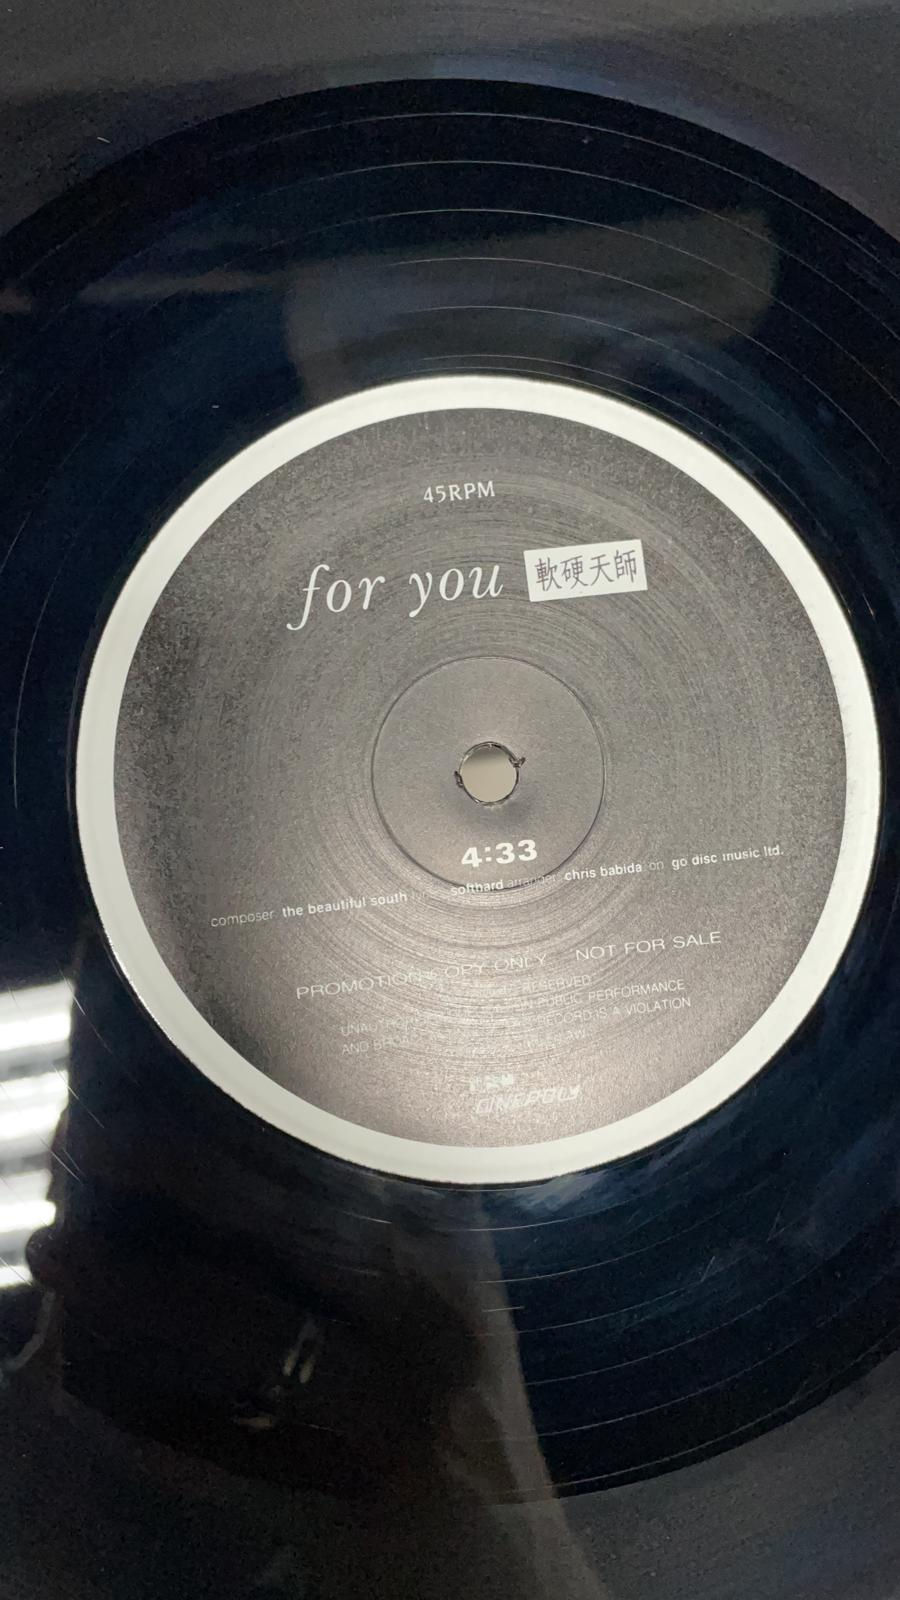 45RPM
for you 軟硬天師
4:33
composer the beautiful south softhard arranger chris babida on go disc music ltd.
PROMOTION COPY ONLY NOT FOR SALE
RESERVED
PUBLIC PERFORMANCE
AND RECORD IS A VIOLATION
CINEPOLY